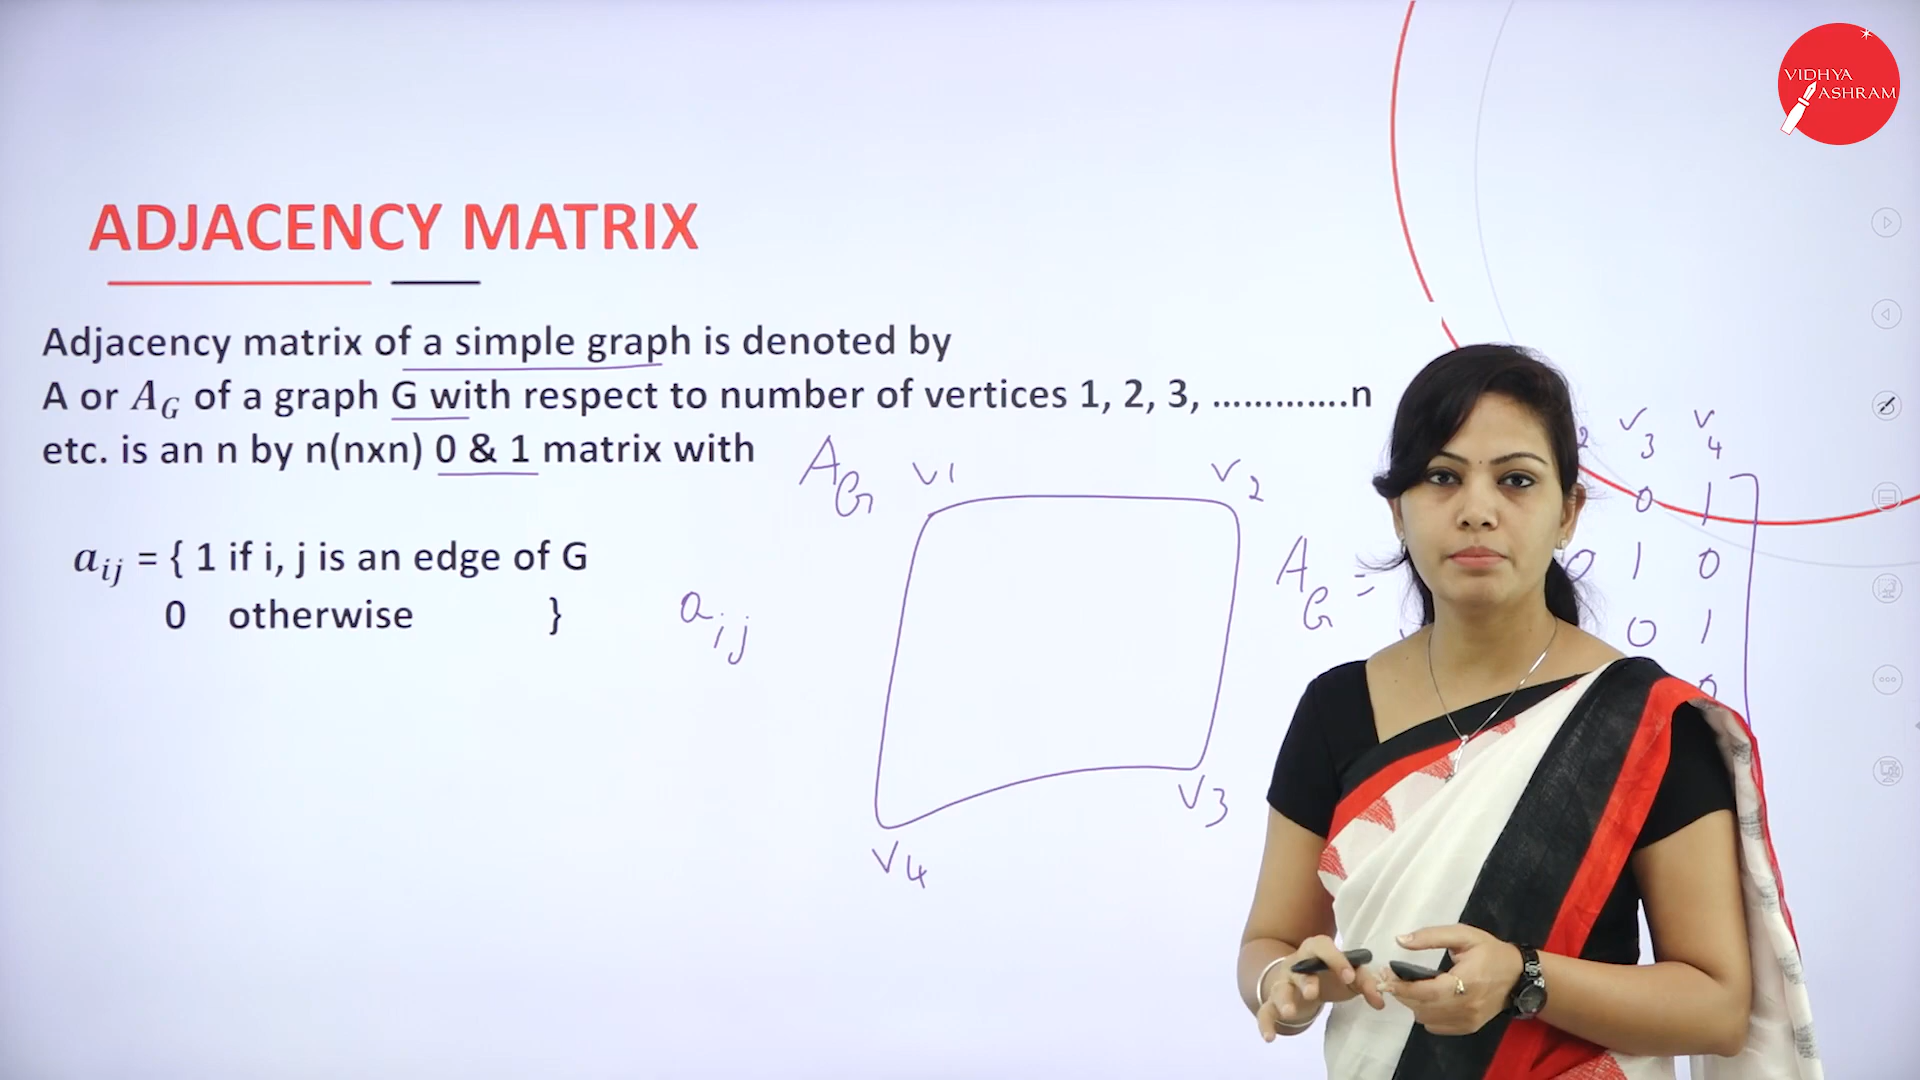 VIDHYA
ASHRAM
ADJACENCY MATRIX
Adjacency matrix of a simple graph is denoted by
A or A_G of a graph G with respect to number of vertices 1, 2, 3, .............n
etc. is an n by n(nxn) 0 & 1 matrix with
a_ij = { 1 if i, j is an edge of G
0 otherwise }
a_ij
A_G
v1
v2
v3
v4
A_G =
2 v3 v4
0 1
0 1 0
0 1
0